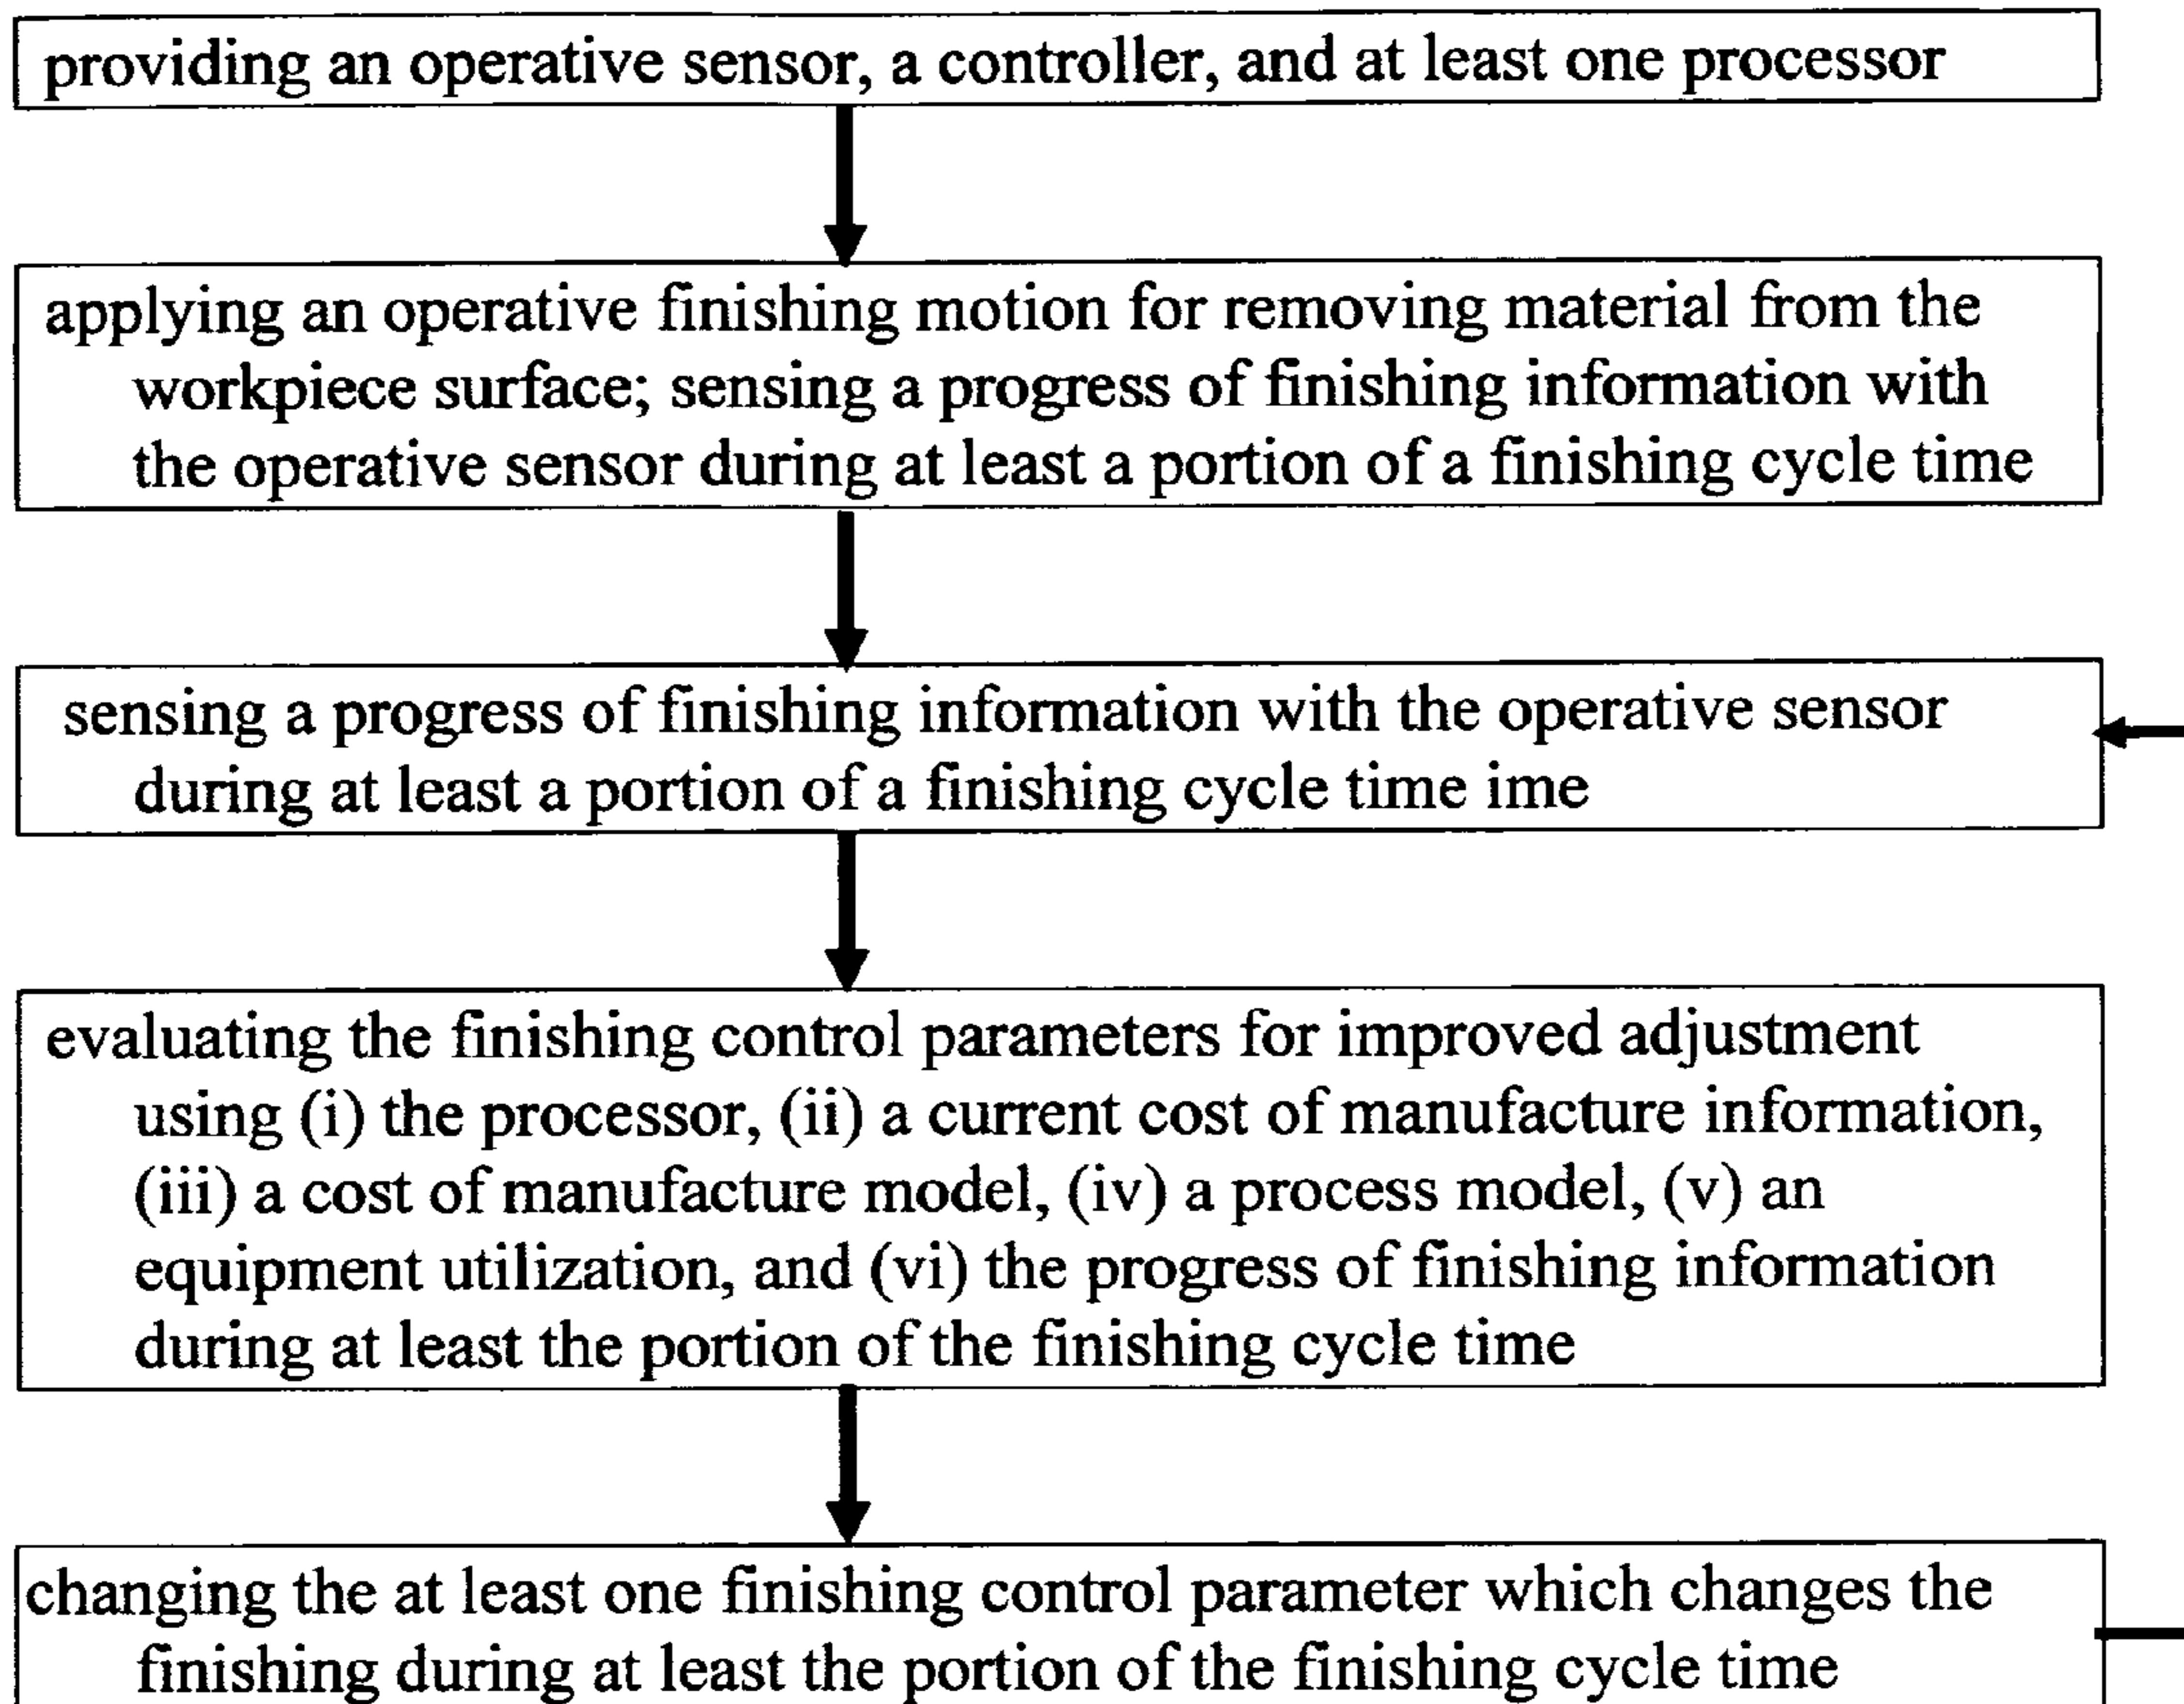 providing an operative sensor, a controller, and at least one processor
applying an operative finishing motion for removing material from the
workpiece surface; sensing a progress of finishing information with
the operative sensor during at least a portion of a finishing cycle time
sensing a progress of finishing information with the operative sensor
during at least a portion of a finishing cycle time ime
evaluating the finishing control parameters for improved adjustment
using (i) the processor, (ii) a current cost of manufacture information,
(iii) a cost of manufacture model, (iv) a process model, (v) an
equipment utilization, and (vi) the progress of finishing information
during at least the portion of the finishing cycle time
changing the at least one finishing control parameter which changes the
finishing during at least the portion of the finishing cycle time